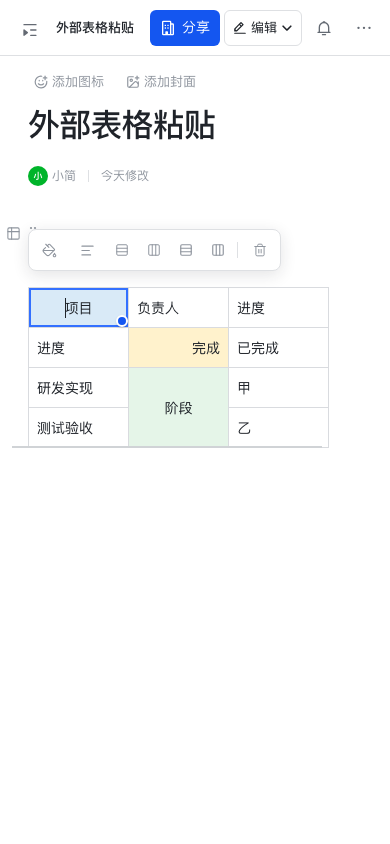 外部表格粘贴
分享
编辑
添加图标 添加封面
外部表格粘贴
小 小简 今天修改
项目 负责人 进度
进度 完成 已完成
研发实现 阶段 甲
测试验收 乙